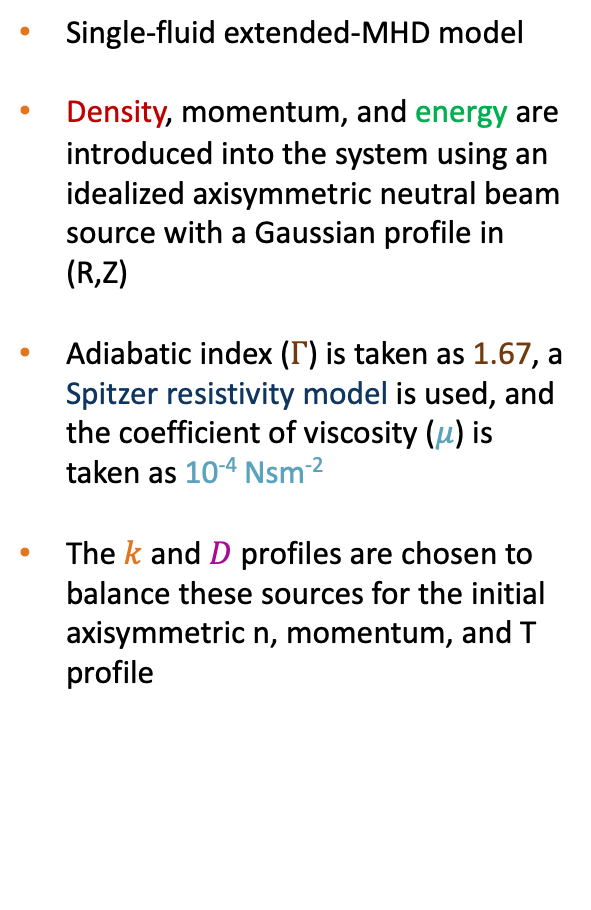 • Single-fluid extended-MHD model
• Density, momentum, and energy are
introduced into the system using an
idealized axisymmetric neutral beam
source with a Gaussian profile in
(R,Z)
• Adiabatic index (Γ) is taken as 1.67, a
Spitzer resistivity model is used, and
the coefficient of viscosity (μ) is
taken as 10⁻⁴ Nsm⁻²
• The k and D profiles are chosen to
balance these sources for the initial
axisymmetric n, momentum, and T
profile